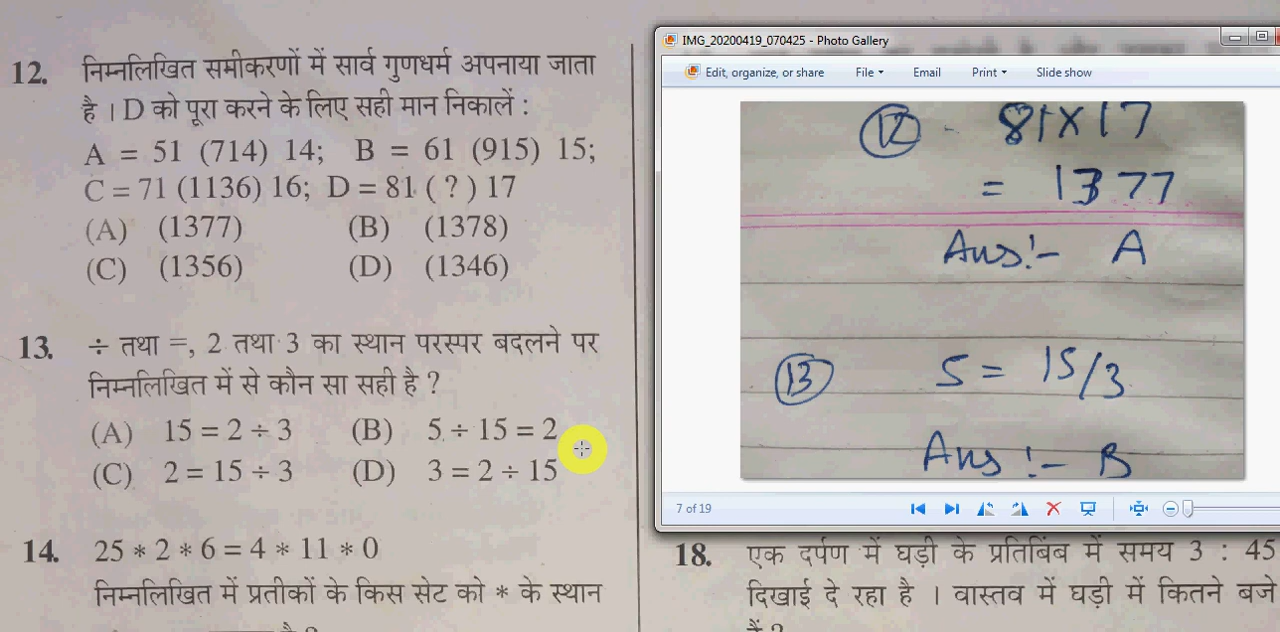 12. निम्नलिखित समीकरणों में सार्व गुणधर्म अपनाया जाता
है । D को पूरा करने के लिए सही मान निकालें :
A = 51 (714) 14; B = 61 (915) 15;
C = 71 (1136) 16; D = 81 ( ? ) 17
(A) (1377) (B) (1378)
(C) (1356) (D) (1346)
13. ÷ तथा =, 2 तथा 3 का स्थान परस्पर बदलने पर
निम्नलिखित में से कौन सा सही है ?
(A) 15 = 2 ÷ 3 (B) 5 ÷ 15 = 2
(C) 2 = 15 ÷ 3 (D) 3 = 2 ÷ 15
14. 25 * 2 * 6 = 4 * 11 * 0
निम्नलिखित में प्रतीकों के किस सेट को * के स्थान
IMG_20200419_070425 - Photo Gallery
Edit, organize, or share File Email Print Slide show
12 - 81×17
= 1377
Ans:- A
13 5 = 15/3
Ans:- B
7 of 19
18. एक दर्पण में घड़ी के प्रतिबिंब में समय 3 : 45
दिखाई दे रहा है । वास्तव में घड़ी में कितने बजे